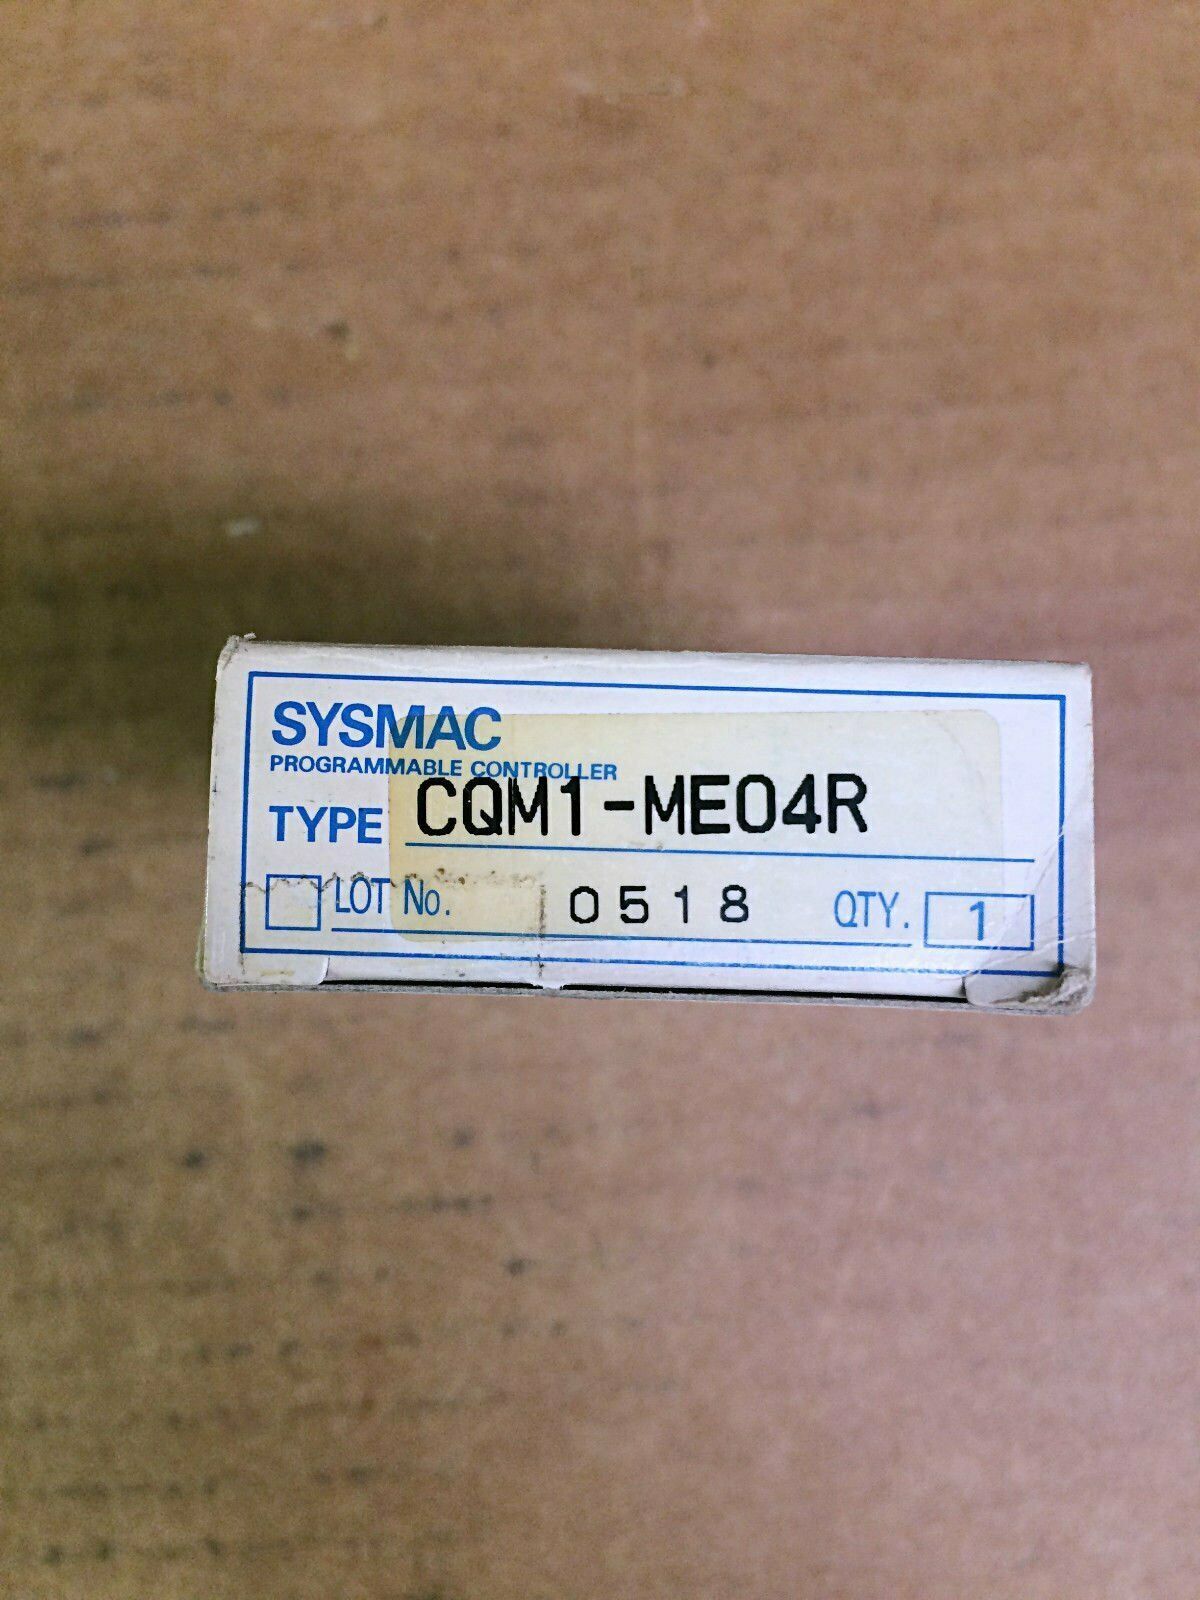 SYSMAC
PROGRAMMABLE CONTROLLER
TYPE CQM1-ME04R
LOT No. 0518 QTY. 1